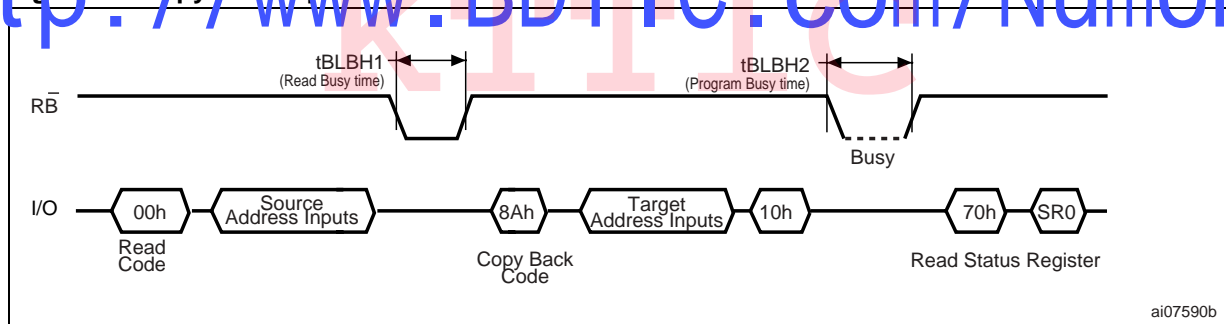 tp://www.BDTIC.com/Numon
KTTIC
tBLBH1
(Read Busy time)
tBLBH2
(Program Busy time)
RB
Busy
I/O
00h
Source
Address Inputs
8Ah
Target
Address Inputs
10h
70h
SR0
Read
Code
Copy Back
Code
Read Status Register
ai07590b